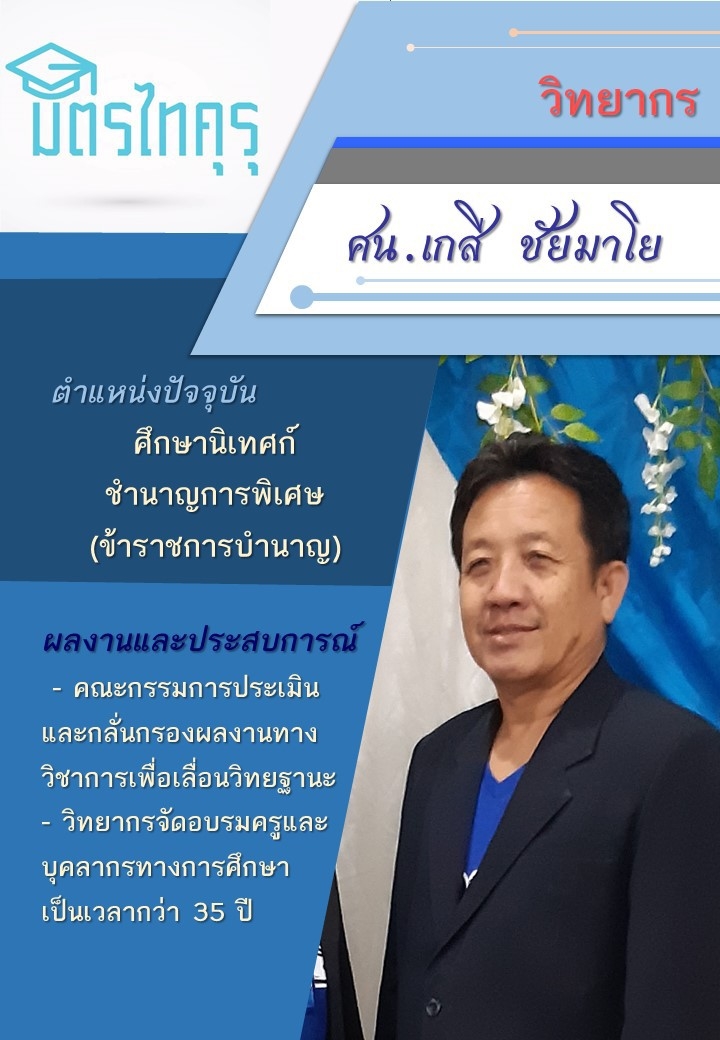 มิตรไทคุรุ
วิทยากร
ศน.เกสี ชัยมาโย
ตำแหน่งปัจจุบัน
ศึกษานิเทศก์
ชำนาญการพิเศษ
(ข้าราชการบำนาญ)
ผลงานและประสบการณ์
- คณะกรรมการประเมิน
และกลั่นกรองผลงานทาง
วิชาการเพื่อเลื่อนวิทยฐานะ
- วิทยากรจัดอบรมครูและ
บุคลากรทางการศึกษา
เป็นเวลากว่า 35 ปี